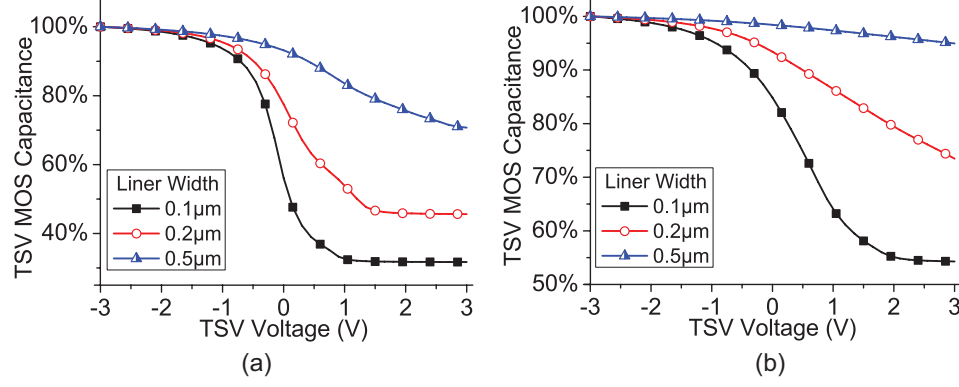 TSV MOS Capacitance
100%
80%
60%
40%
Liner Width
0.1μm
0.2μm
0.5μm
-3 -2 -1 0 1 2 3
TSV Voltage (V)
(a)
TSV MOS Capacitance
100%
90%
80%
70%
60%
50%
Liner Width
0.1μm
0.2μm
0.5μm
-3 -2 -1 0 1 2 3
TSV Voltage (V)
(b)